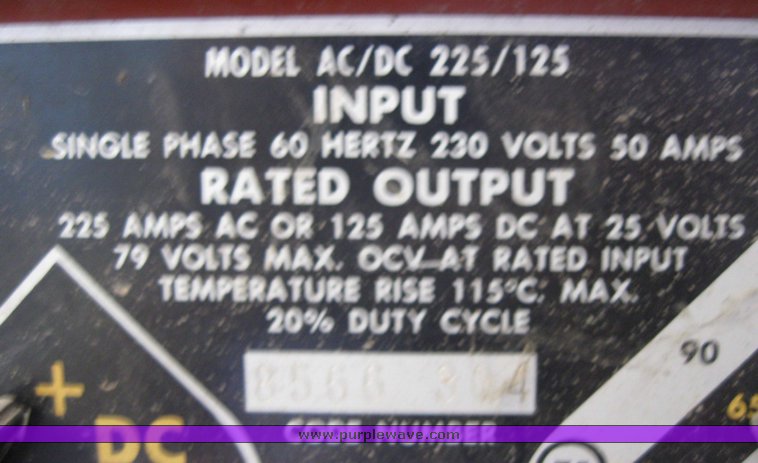 MODEL AC/DC 225/125
INPUT
SINGLE PHASE 60 HERTZ 230 VOLTS 50 AMPS
RATED OUTPUT
225 AMPS AC OR 125 AMPS DC AT 25 VOLTS
79 VOLTS MAX. OCV AT RATED INPUT
TEMPERATURE RISE 115°C. MAX.
20% DUTY CYCLE
90
65
+
DC
www.purplewave.com